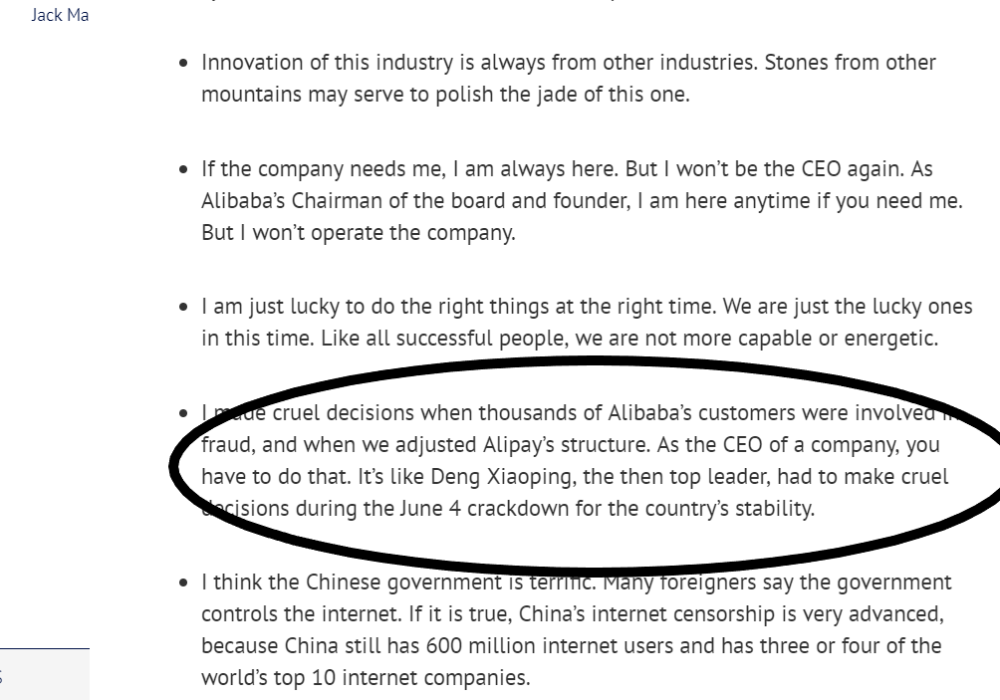 Jack Ma
Innovation of this industry is always from other industries. Stones from other
mountains may serve to polish the jade of this one.
If the company needs me, I am always here. But I won’t be the CEO again. As
Alibaba’s Chairman of the board and founder, I am here anytime if you need me.
But I won’t operate the company.
I am just lucky to do the right things at the right time. We are just the lucky ones
in this time. Like all successful people, we are not more capable or energetic.
I made cruel decisions when thousands of Alibaba’s customers were involved in
fraud, and when we adjusted Alipay’s structure. As the CEO of a company, you
have to do that. It’s like Deng Xiaoping, the then top leader, had to make cruel
decisions during the June 4 crackdown for the country’s stability.
I think the Chinese government is terrific. Many foreigners say the government
controls the internet. If it is true, China’s internet censorship is very advanced,
because China still has 600 million internet users and has three or four of the
world’s top 10 internet companies.